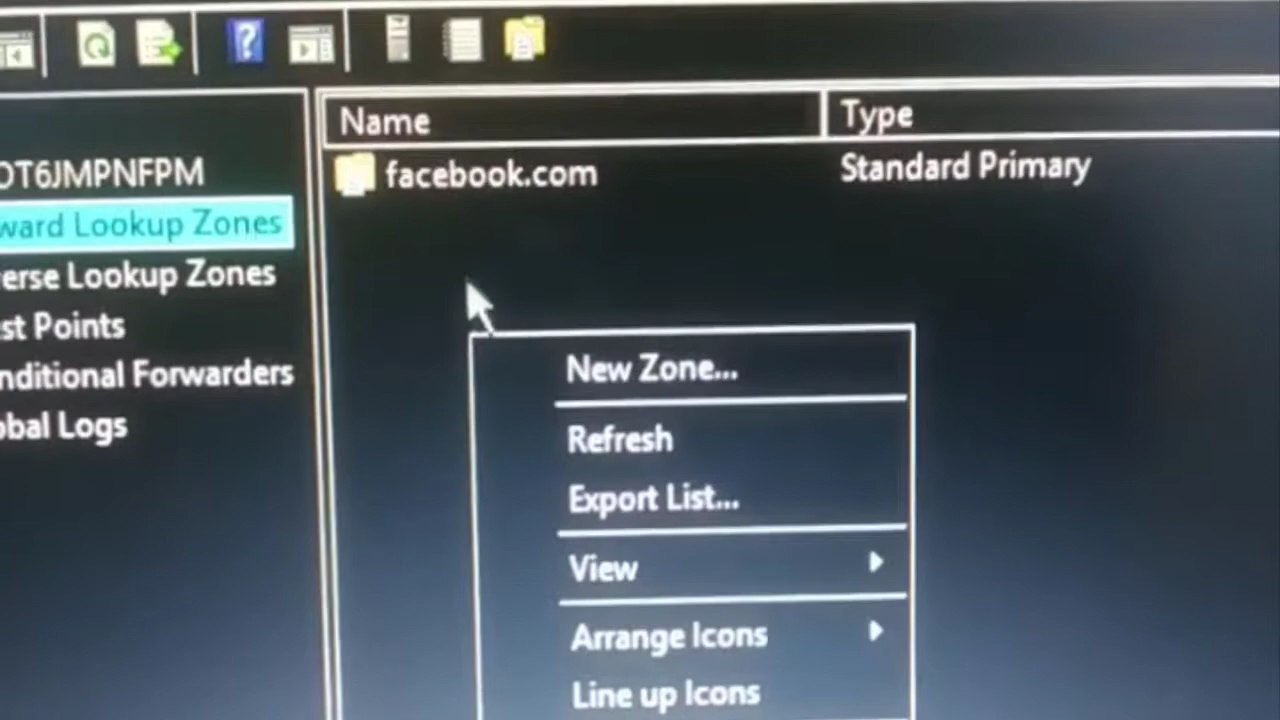 Name
Type
facebook.com
Standard Primary
OT6JMPNFPM
ward Lookup Zones
erse Lookup Zones
st Points
nditional Forwarders
obal Logs
New Zone...
Refresh
Export List...
View
Arrange Icons
Line up Icons